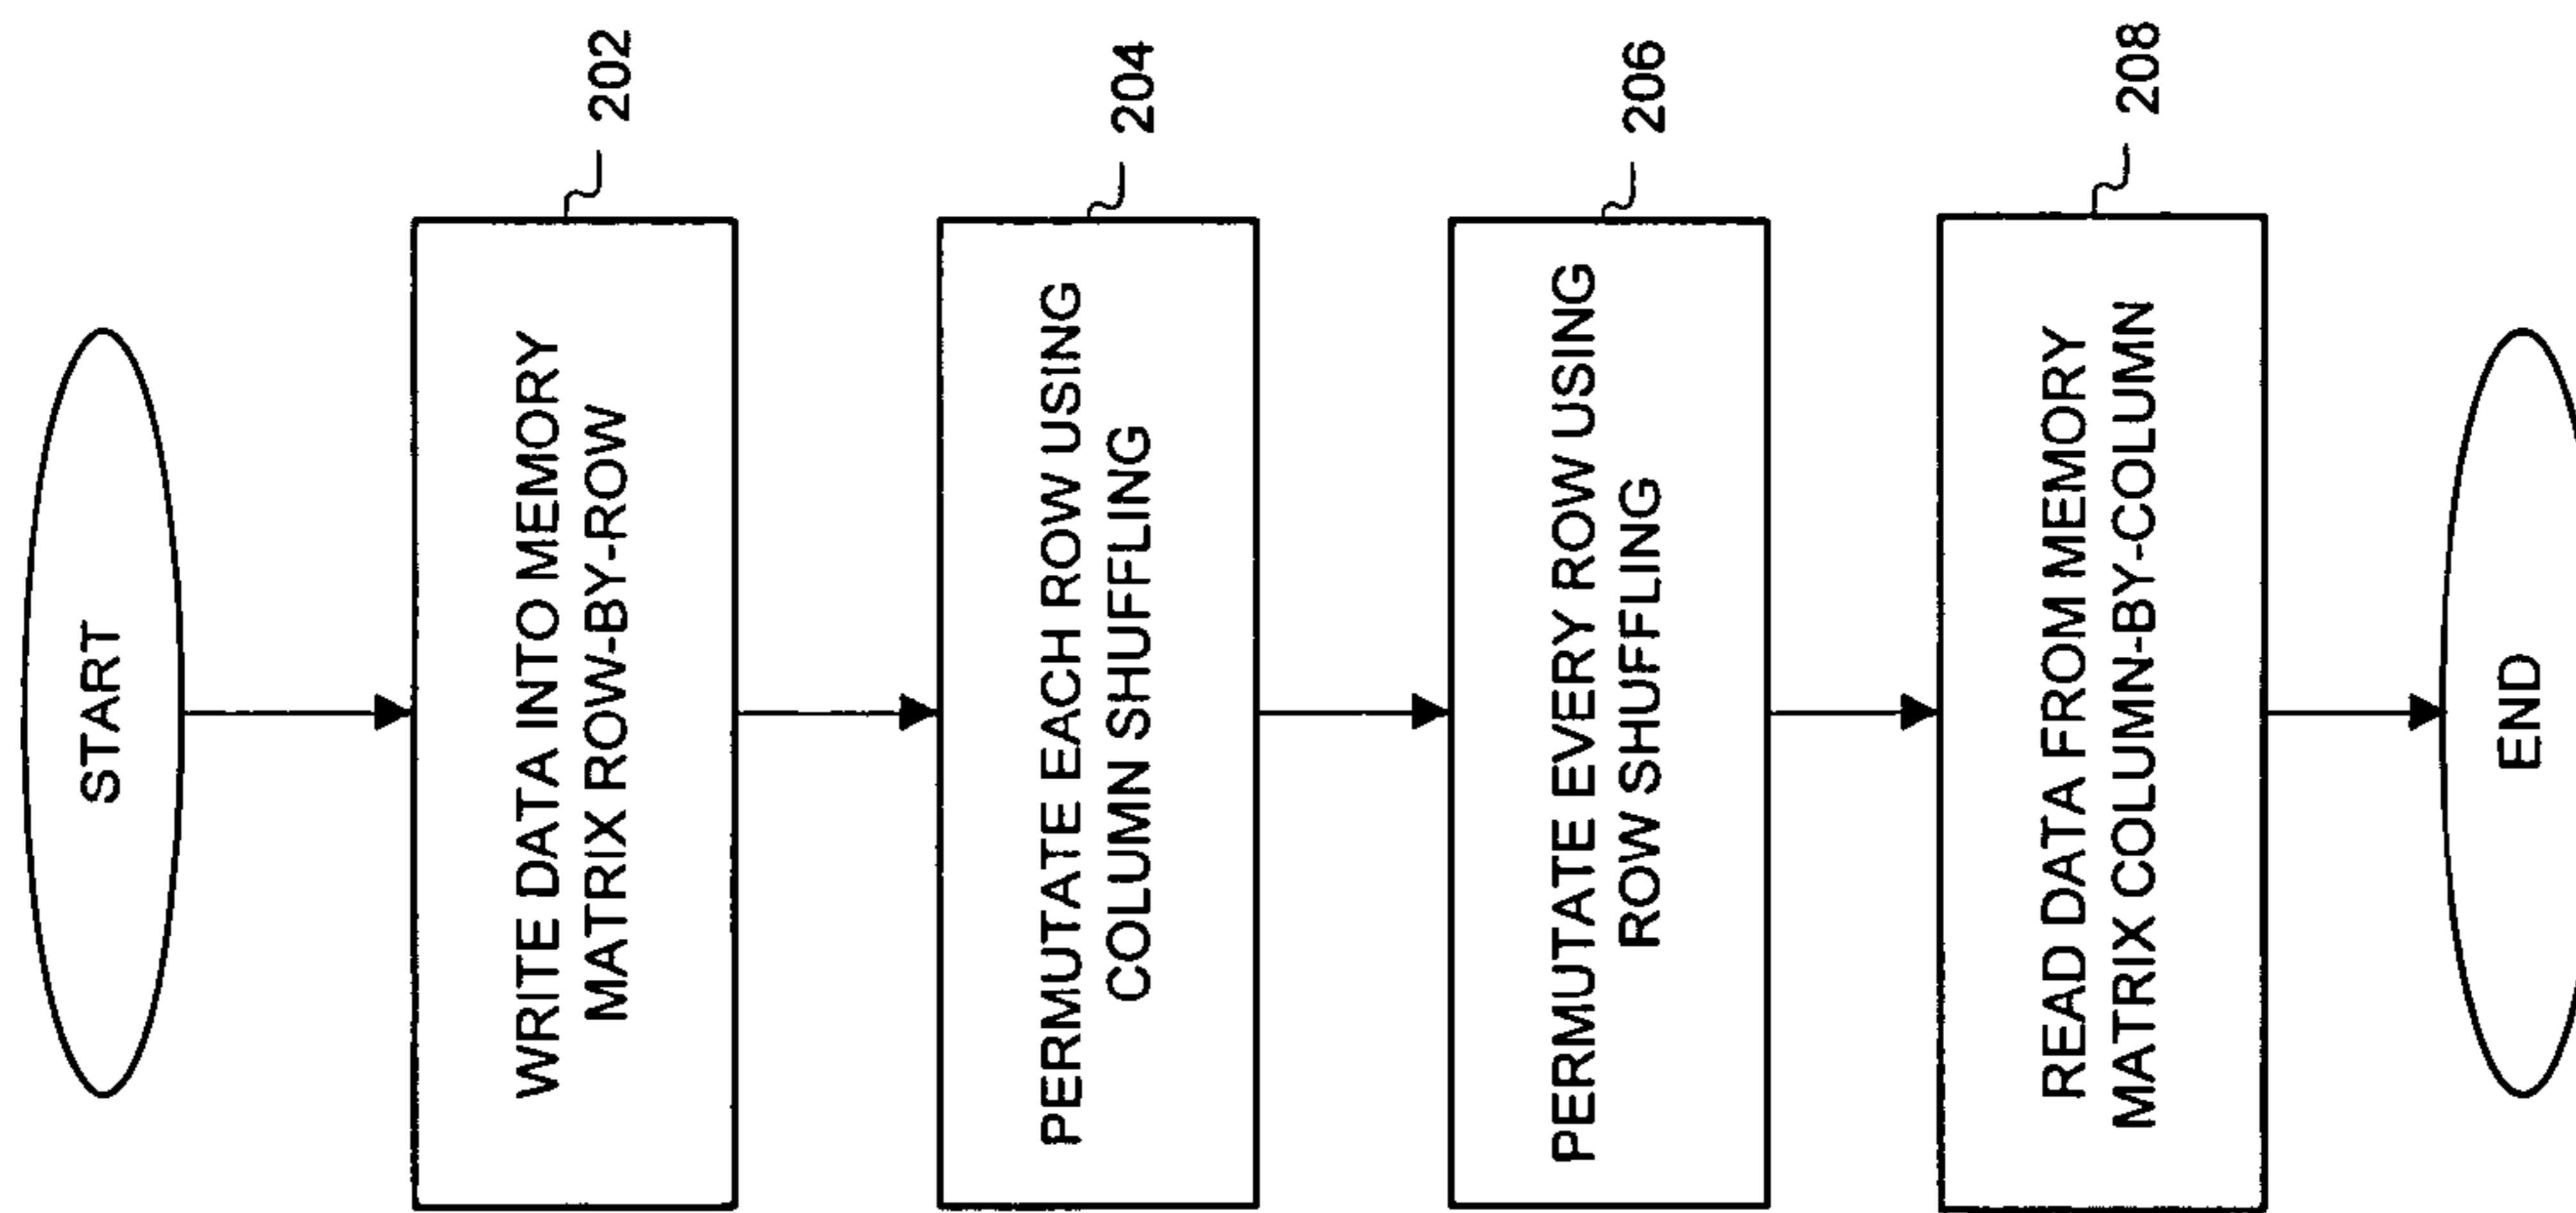 START
WRITE DATA INTO MEMORY
MATRIX ROW-BY-ROW
202
PERMUTATE EACH ROW USING
COLUMN SHUFFLING
204
PERMUTATE EVERY ROW USING
ROW SHUFFLING
206
READ DATA FROM MEMORY
MATRIX COLUMN-BY-COLUMN
208
END